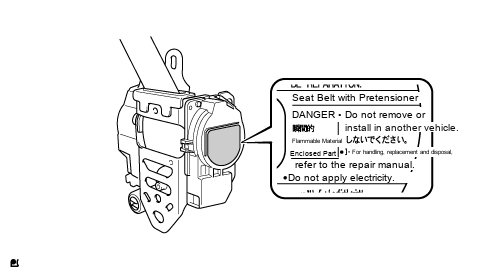 Seat Belt with Pretensioner
DANGER • Do not remove or
install in another vehicle.
Flammable Material しないでください。
Enclosed Part [●]• For handling, replacement and disposal,
refer to the repair manual.
•Do not apply electricity.